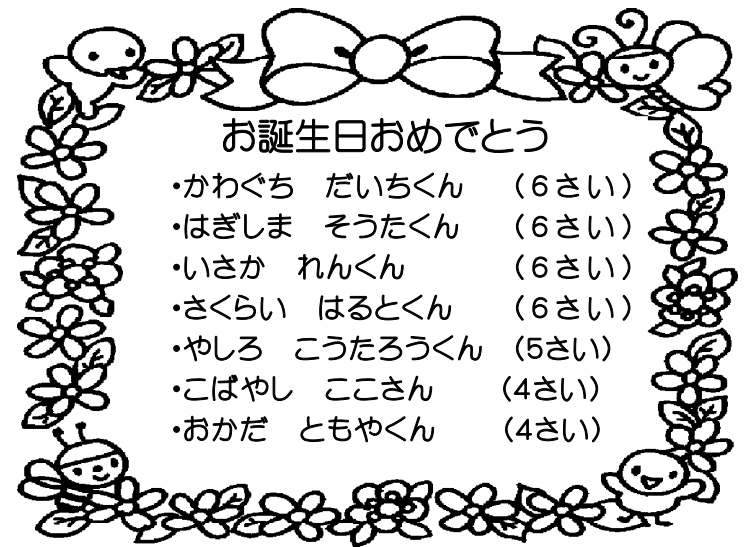 お誕生日おめでとう
・かわぐち　だいちくん　（６さい）
・はぎしま　そうたくん　（６さい）
・いさか　れんくん　（６さい）
・さくらい　はるとくん　（６さい）
・やしろ　こうたろうくん　（5さい）
・こばやし　ここさん　（4さい）
・おかだ　ともやくん　（4さい）